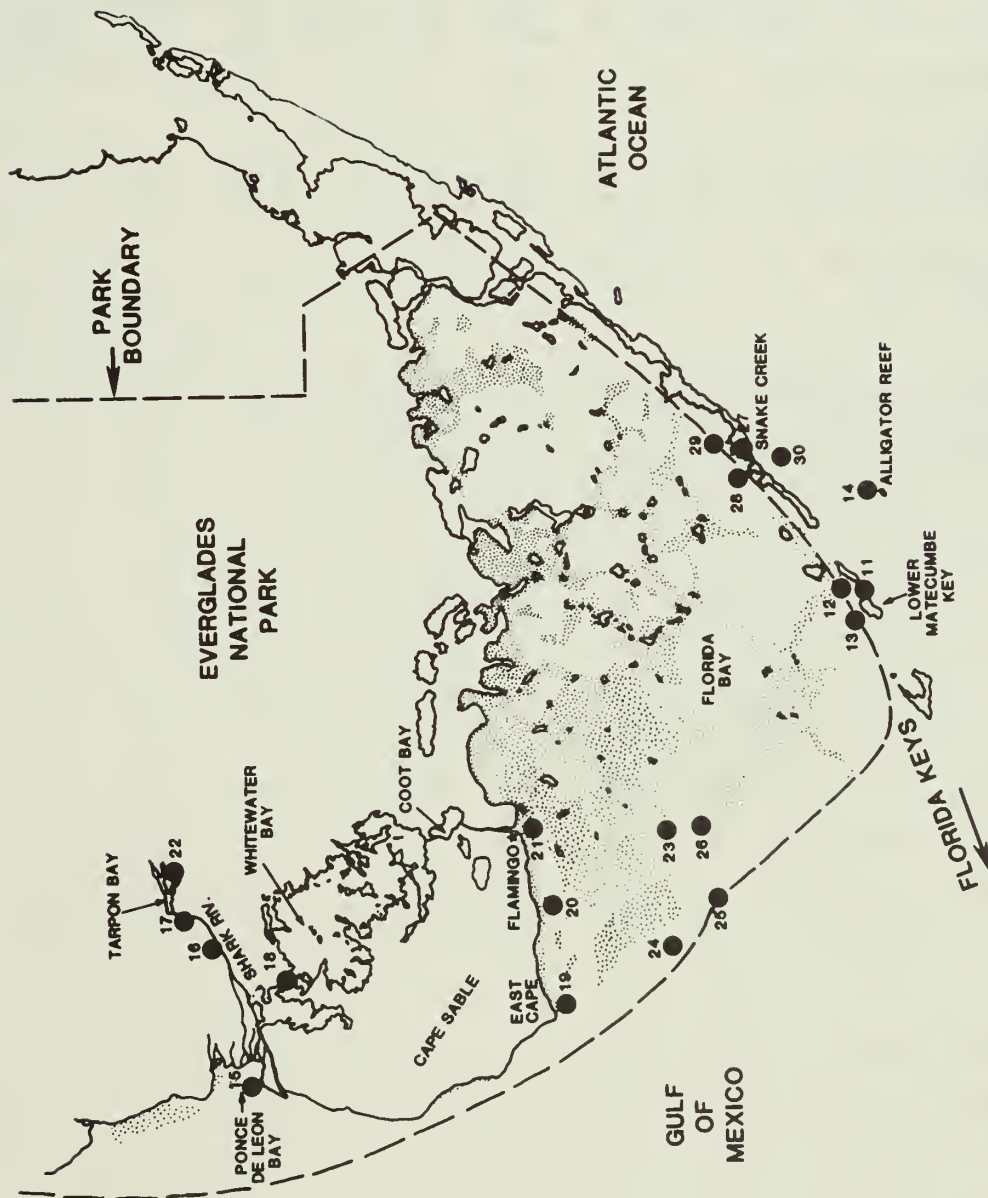 PARK
BOUNDARY
ATLANTIC
OCEAN
EVERGLADES
NATIONAL
PARK
TARPON BAY
22
17
16
SHARK RIV.
WHITEWATER
BAY
18
COOT BAY
15
PONCE
DE LEON
BAY
CAPE SABLE
FLAMINGO
21
20
EAST
CAPE
19
23
26
24
25
FLORIDA
BAY
29
27
28
SNAKE CREEK
30
14
ALLIGATOR REEF
12
11
13
LOWER
MATECUMBE
KEY
GULF
OF
MEXICO
FLORIDA KEYS